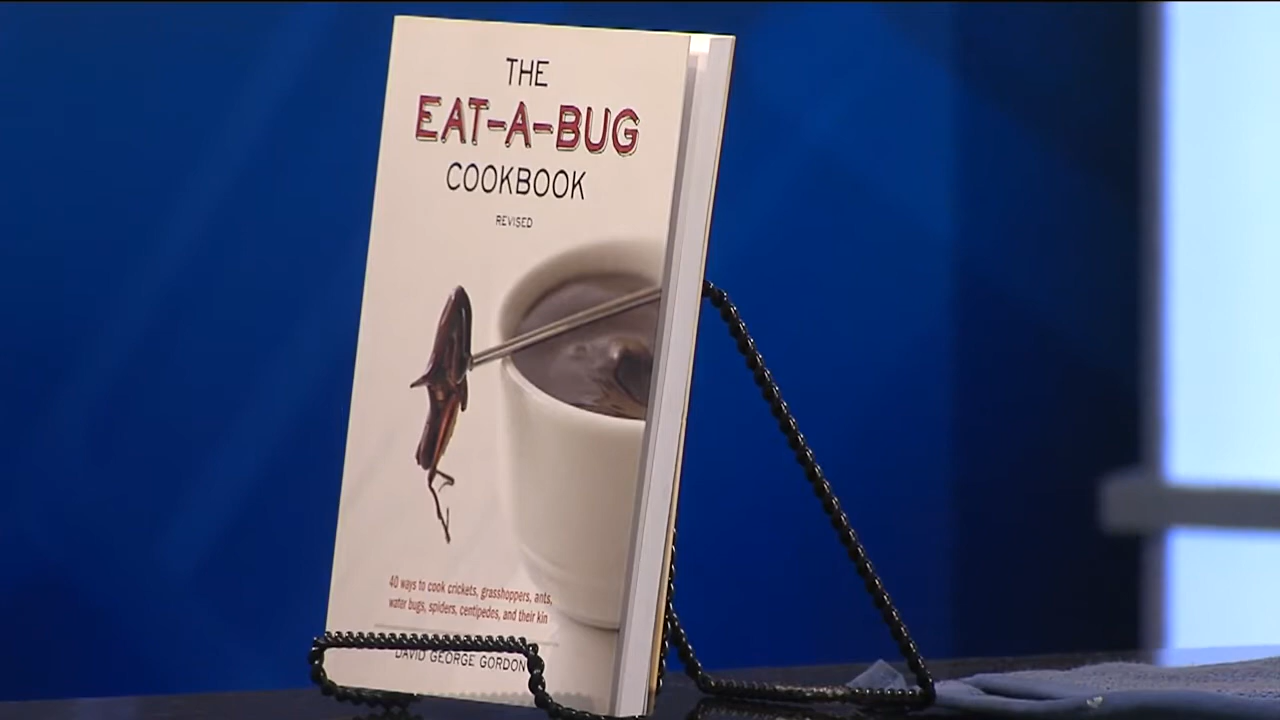 THE
EAT-A-BUG
COOKBOOK
REVISED
40 ways to cook crickets, grasshoppers, ants,
water bugs, spiders, centipedes, and their kin
DAVID GEORGE GORDON